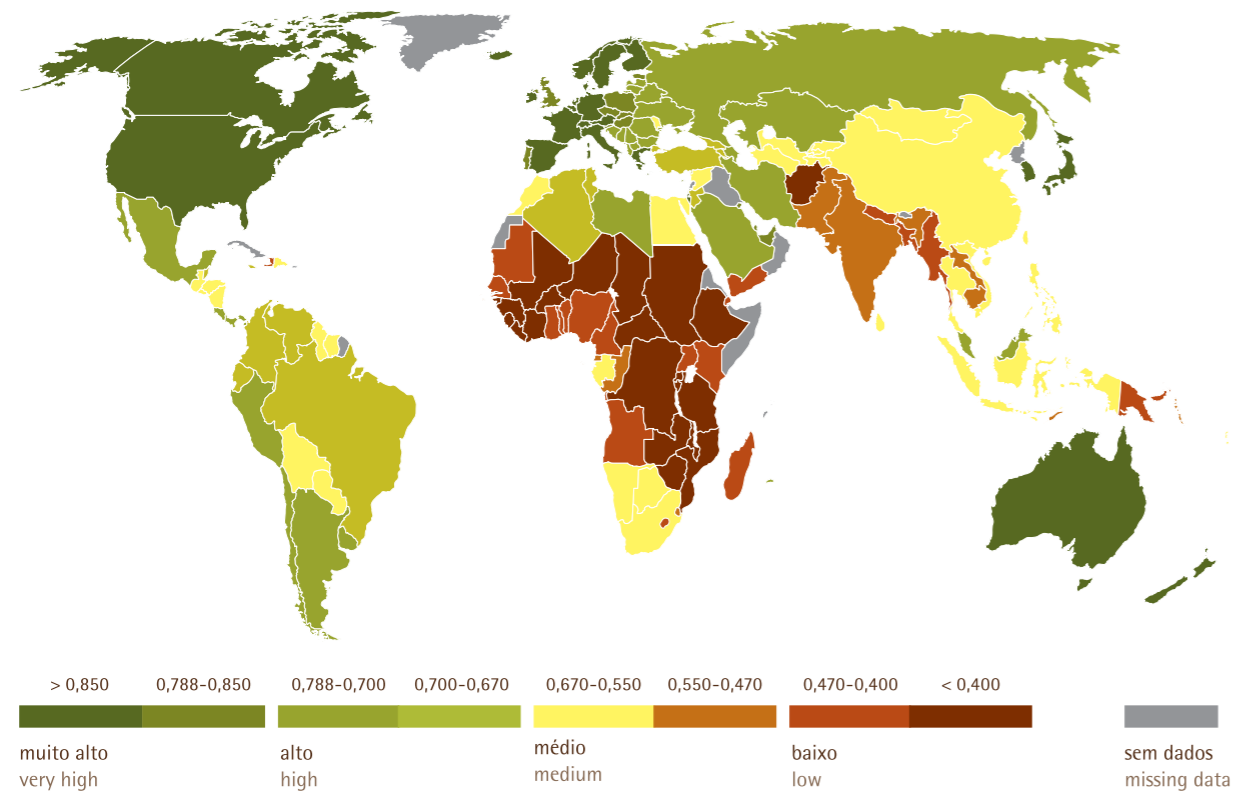 > 0,850 0,788-0,850 0,788-0,700 0,700-0,670 0,670-0,550 0,550-0,470 0,470-0,400 < 0,400
muito alto alto médio baixo sem dados
very high high medium low missing data